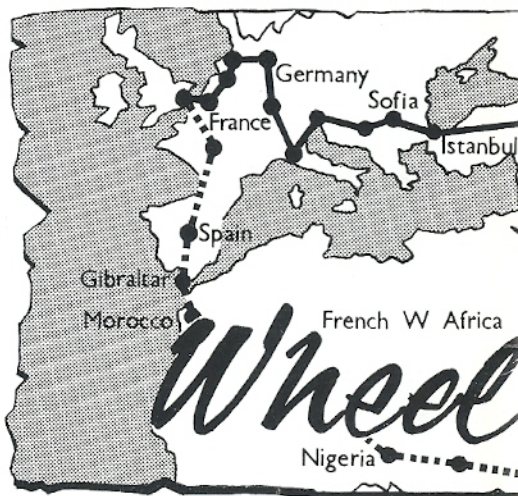 Germany
Sofia
France
Istanbul
Spain
Gibraltar
Morocco
French W Africa
Wheel
Nigeria